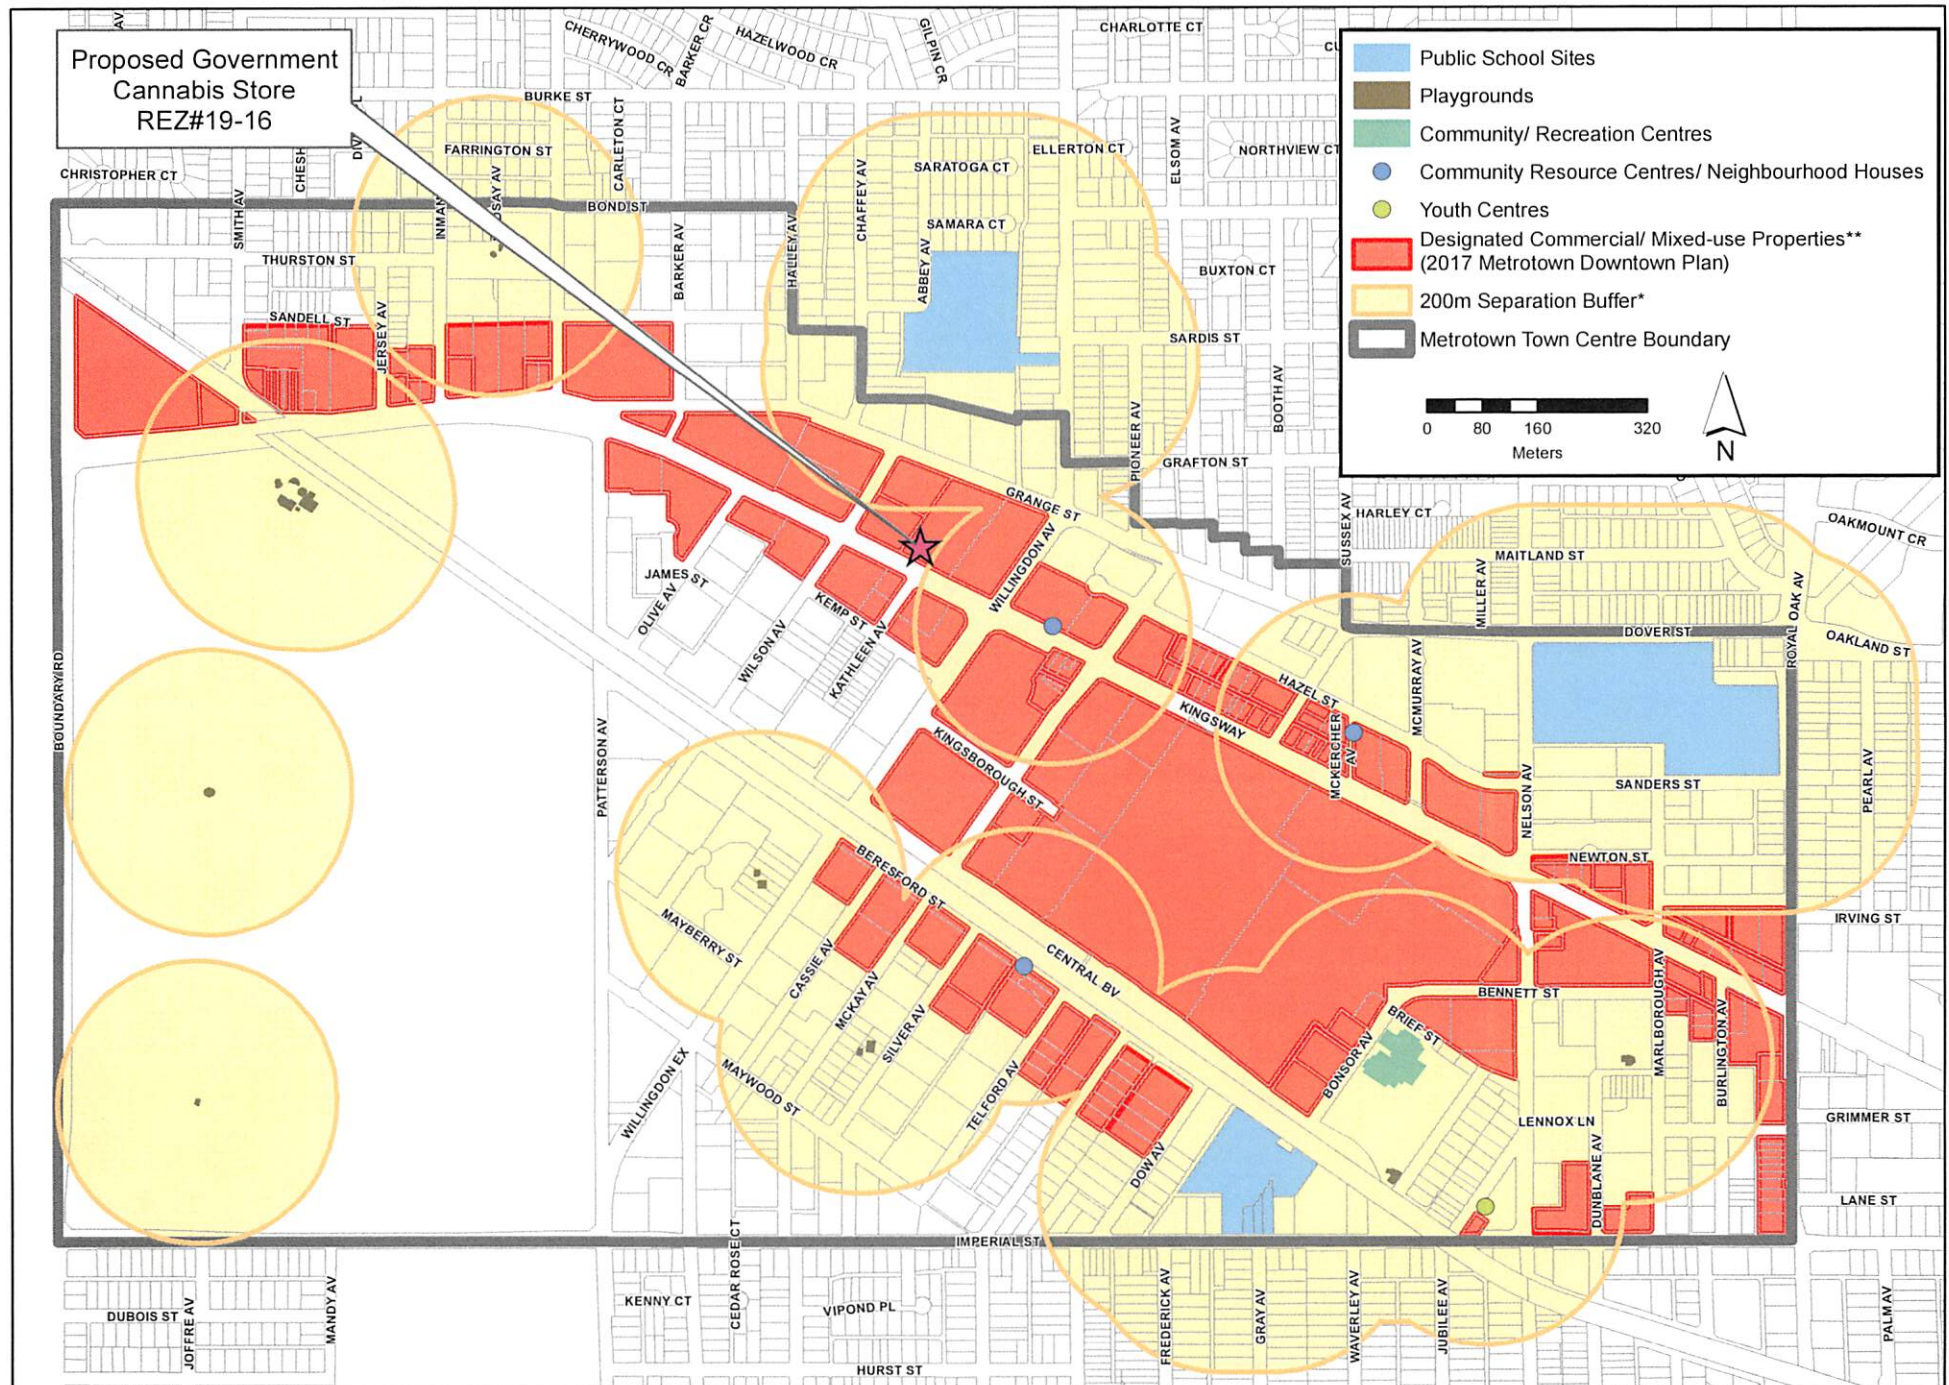 Proposed Government
Cannabis Store
REZ#19-16
Public School Sites
Playgrounds
Community/ Recreation Centres
Community Resource Centres/ Neighbourhood Houses
Youth Centres
Designated Commercial/ Mixed-use Properties**
(2017 Metrotown Downtown Plan)
200m Separation Buffer*
Metrotown Town Centre Boundary
0 80 160 320
Meters
N
AV
CHERRYWOOD CR
BARKER CR
HAZELWOOD CR
GILPIN CR
CHARLOTTE CT
BURKE ST
FARRINGTON ST
CARLETON CT
CHRISTOPHER CT
SMITH AV
BOND ST
THURSTON ST
BARKER AV
HALLEY AV
CHAFFEY AV
SARATOGA CT
ELLERTON CT
ELSOM AV
NORTHVIEW CT
SAMARA CT
ABBEY AV
BUXTON CT
SANDELL ST
JERSEY AV
SARDIS ST
BOOTH AV
PIONEER AV
GRAFTON ST
GRANGE ST
WILLINGDON AV
SUSSEX AV
HARLEY CT
OAKMOUNT CR
MAITLAND ST
MILLER AV
ROYAL OAK AV
DOVER ST
OAKLAND ST
JAMES ST
OLIVE AV
KEMP ST
WILSON AV
KATHLEEN AV
HAZEL ST
KINGSWAY
MCKERCHER
AV
MCMURRAY AV
BOUNDARY RD
PATTERSON AV
KINGSBOROUGH ST
NELSON AV
SANDERS ST
PEARL AV
NEWTON ST
IRVING ST
BERESFORD ST
MAYBERRY ST
CASSIE AV
MCKAY AV
SILVER AV
CENTRAL BV
BENNETT ST
BRIEF ST
BONSOR AV
MARLBOROUGH AV
BURLINGTON AV
WILLINGDON EX
MAYWOOD ST
TELFORD AV
DOW AV
LENNOX LN
DUNBLANE AV
GRIMMER ST
LANE ST
IMPERIAL ST
CEDAR ROSE CT
KENNY CT
VIPOND PL
DUBOIS ST
JOFFRE AV
MANDY AV
HURST ST
FREDERICK AV
GRAY AV
WAVERLEY AV
JUBILEE AV
PALM AV